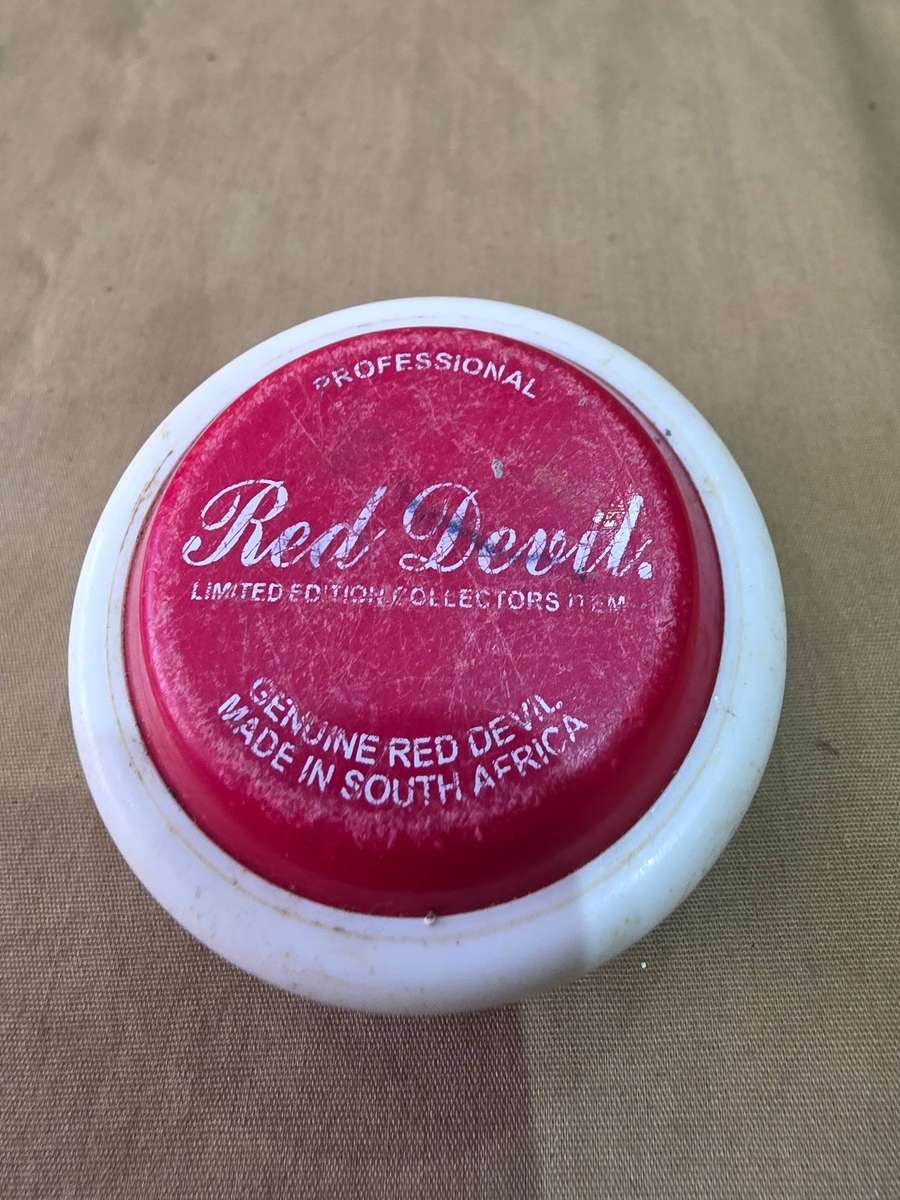 PROFESSIONAL
Red Devil.
LIMITED EDITION COLLECTORS ITEM
GENUINE RED DEVIL
MADE IN SOUTH AFRICA